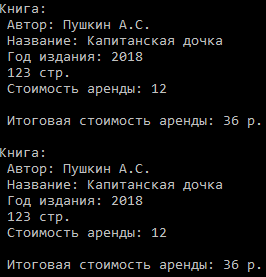 Книга:
Автор: Пушкин А.С.
Название: Капитанская дочка
Год издания: 2018
123 стр.
Стоимость аренды: 12
Итоговая стоимость аренды: 36 р.
Книга:
Автор: Пушкин А.С.
Название: Капитанская дочка
Год издания: 2018
123 стр.
Стоимость аренды: 12
Итоговая стоимость аренды: 36 р.